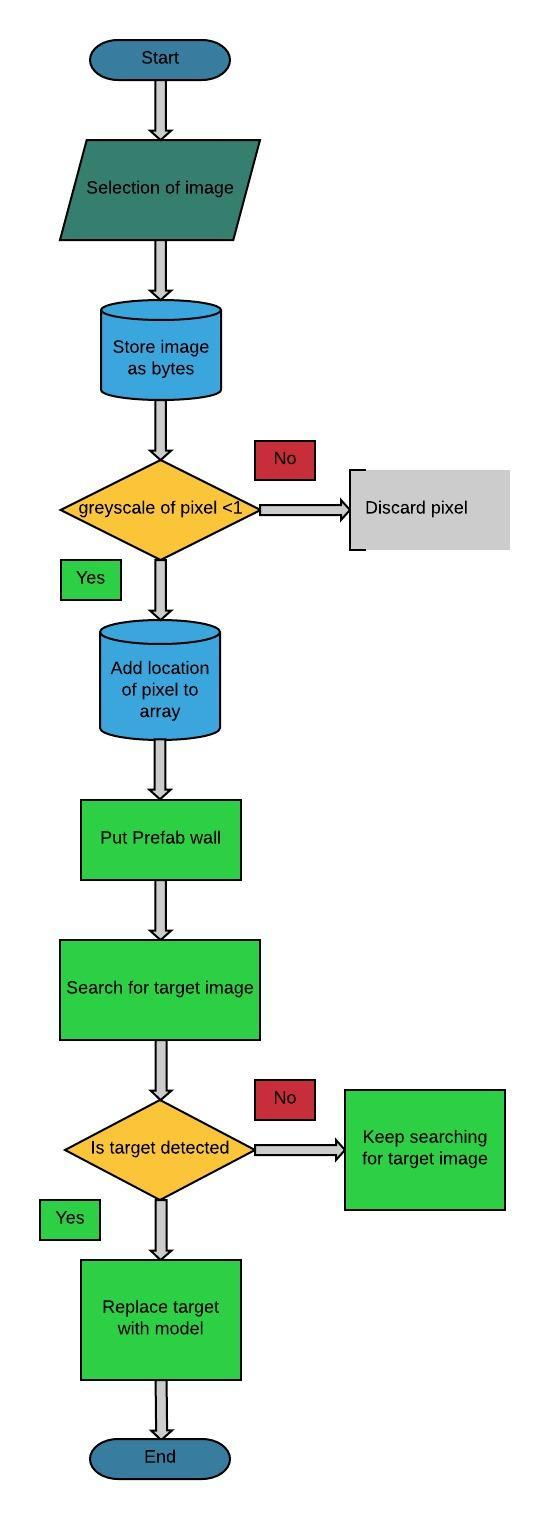 Start
Selection of image
Store image
as bytes
No
greyscale of pixel <1
Discard pixel
Yes
Add location
of pixel to
array
Put Prefab wall
Search for target image
No
Is target detected
Keep searching
for target image
Yes
Replace target
with model
End